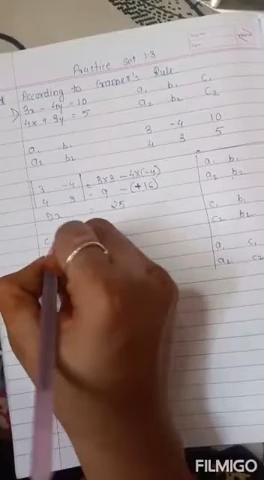 Practice set 1.3
According to Cramer's Rule
1) 3x - 4y = 10 a₁ b₁ c₁
4x + 3y = 5 a₂ b₂ c₂
a₁ b₁ 3 -4 10
a₂ b₂ 4 3 5
3 -4 = 3x3 - 4x(-4) a₁ b₁
4 3 = 9 - (+16) a₂ b₂
= 25
c₁ b₁
c₂ b₂
a₁ c₁
a₂ c₂
FILMIGO